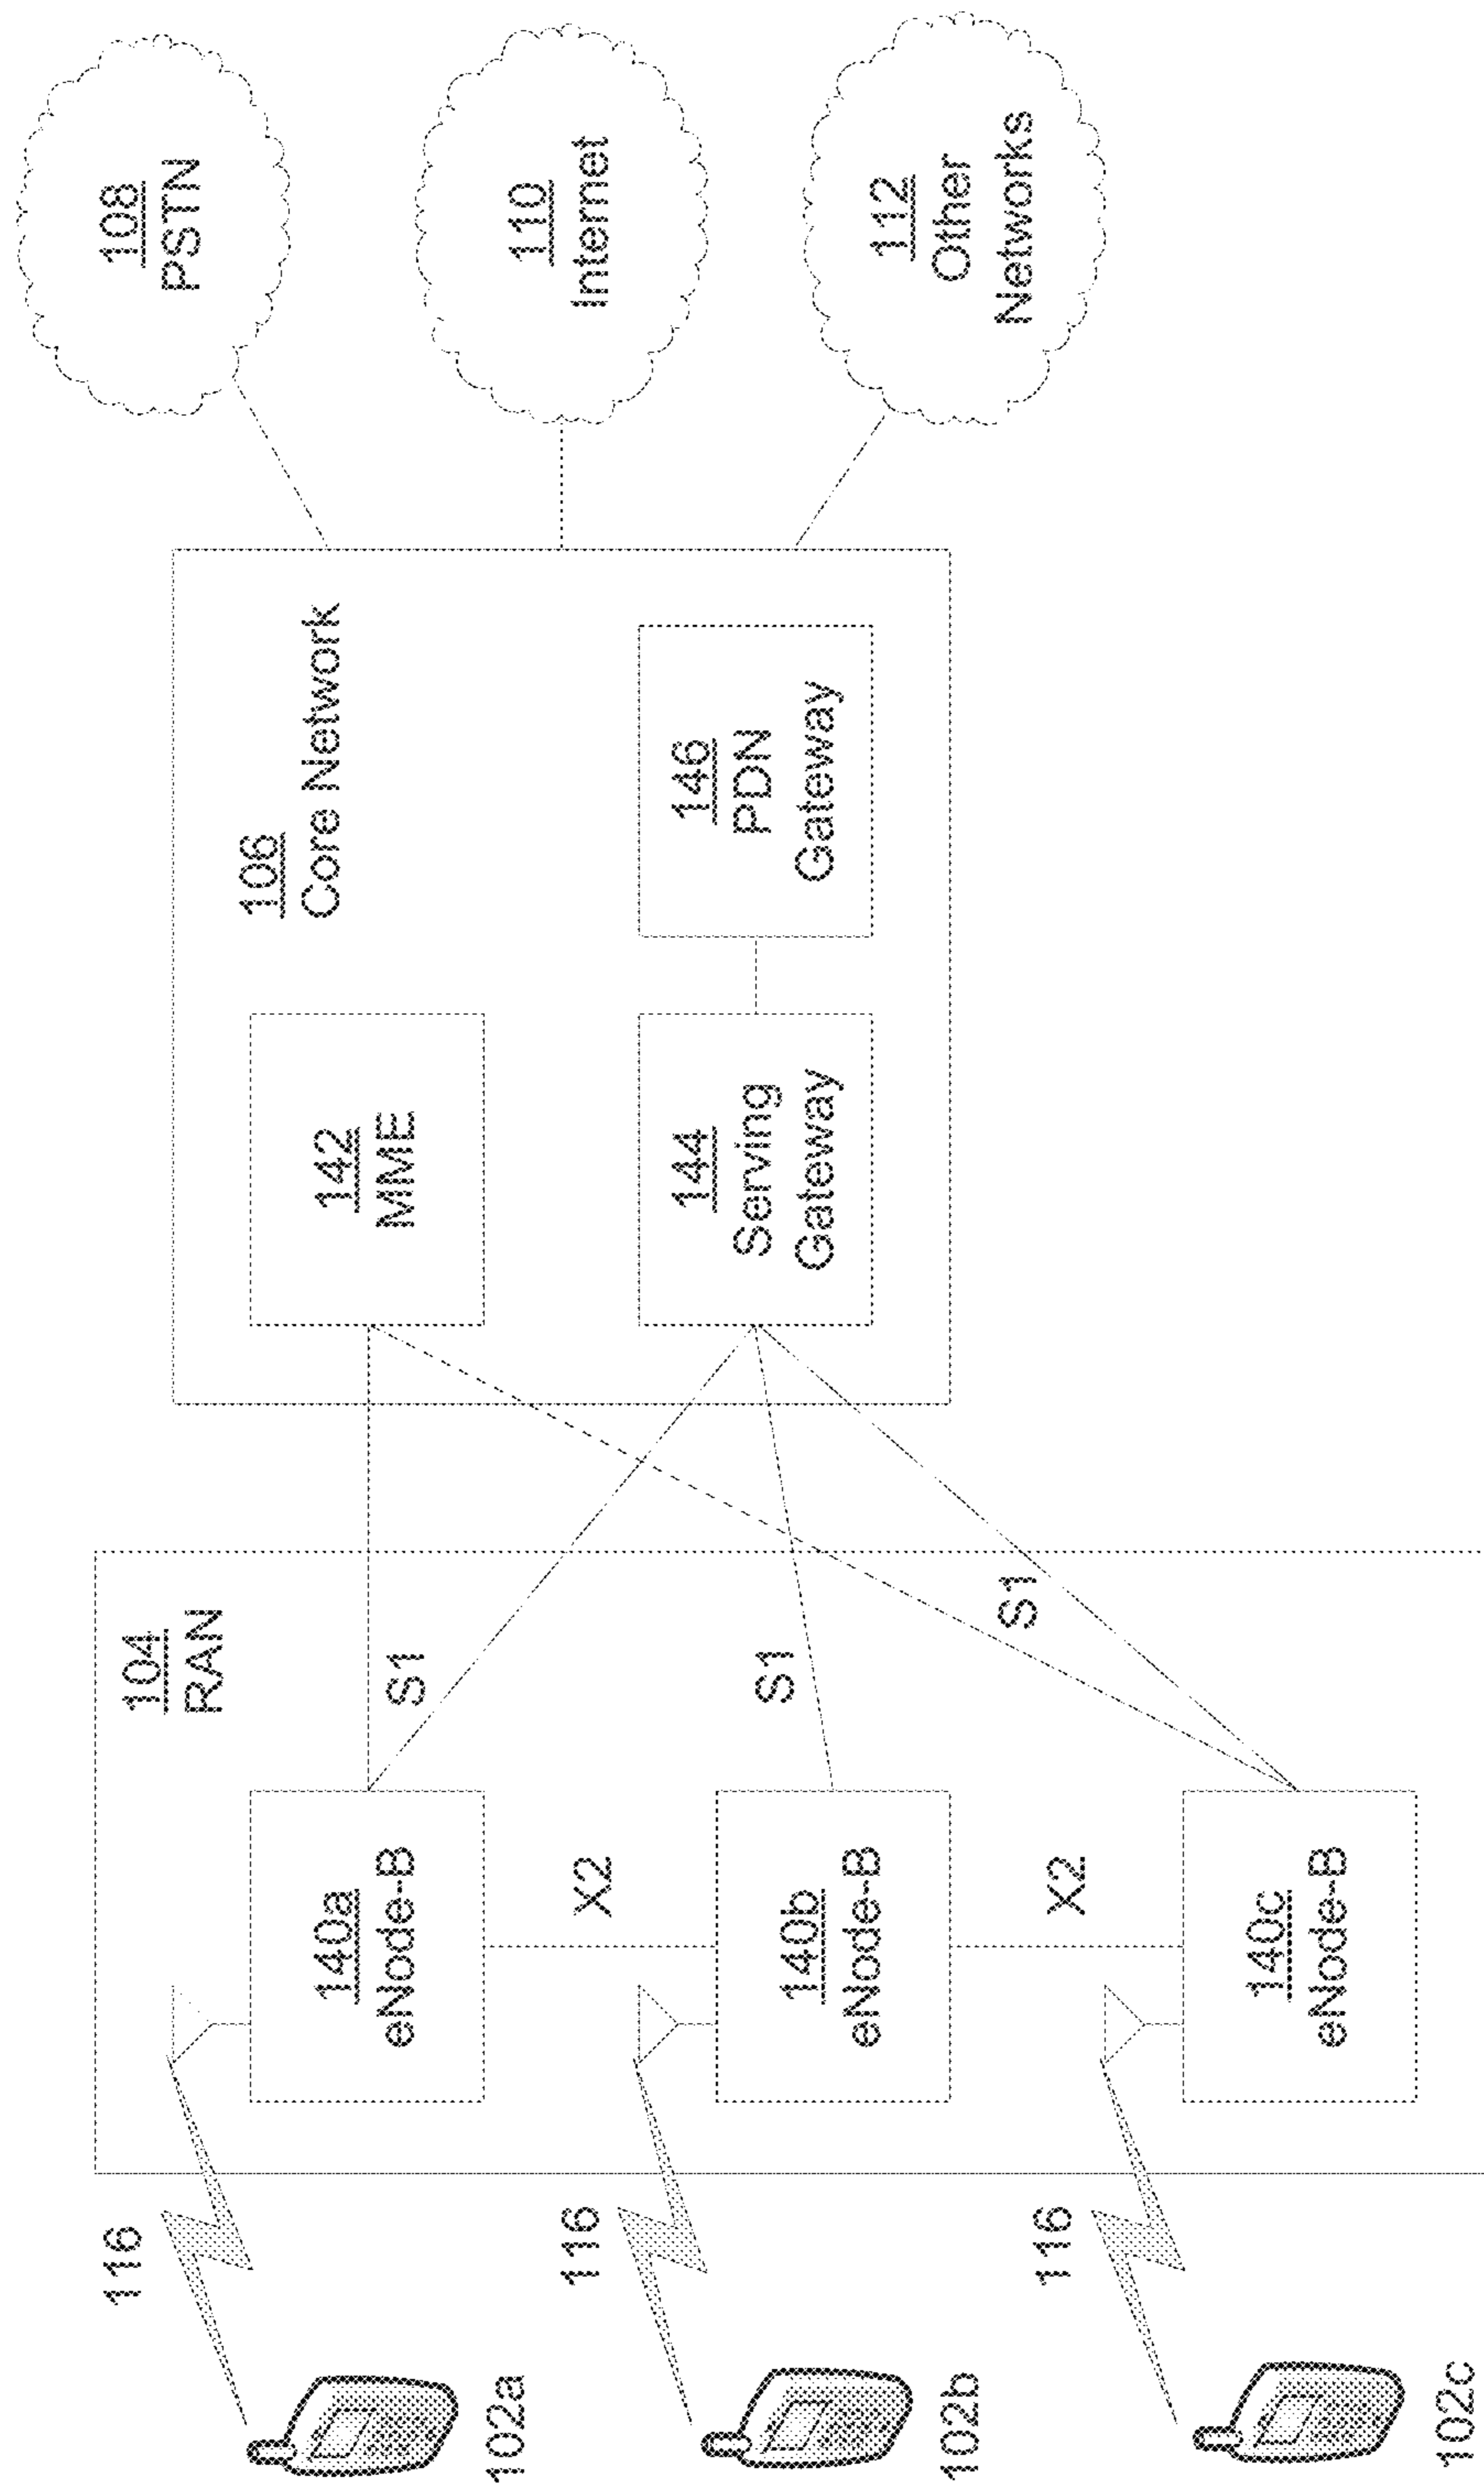 116
102a
116
102b
116
102c
104
RAN
140a
eNode-B
X2
140b
eNode-B
X2
140c
eNode-B
S1
S1
S1
106
Core Network
142
MME
144
Serving
Gateway
146
PDN
Gateway
108
PSTN
110
Internet
112
Other
Networks